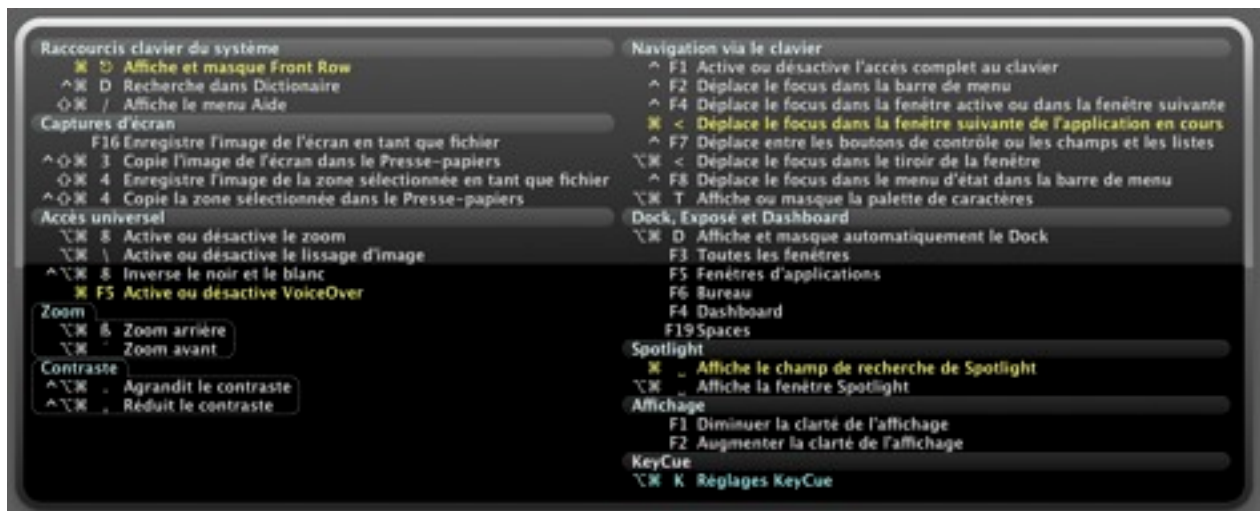 Raccourcis clavier du système
⌘ ⎋ Affiche et masque Front Row
^⌘ D Recherche dans Dictionaire
⇧⌘ / Affiche le menu Aide
Captures d'écran
F16 Enregistre l'image de l'écran en tant que fichier
^⇧⌘ 3 Copie l'image de l'écran dans le Presse-papiers
⇧⌘ 4 Enregistre l'image de la zone sélectionnée en tant que fichier
^⇧⌘ 4 Copie la zone sélectionnée dans le Presse-papiers
Accès universel
⌥⌘ 8 Active ou désactive le zoom
⌥⌘ \ Active ou désactive le lissage d'image
^⌥⌘ 8 Inverse le noir et le blanc
⌘ F5 Active ou désactive VoiceOver
Zoom
⌥⌘ ß Zoom arrière
⌥⌘ ´ Zoom avant
Contraste
^⌥⌘ . Agrandit le contraste
^⌥⌘ , Réduit le contraste
Navigation via le clavier
^ F1 Active ou désactive l'accès complet au clavier
^ F2 Déplace le focus dans la barre de menu
^ F4 Déplace le focus dans la fenêtre active ou dans la fenêtre suivante
⌘ < Déplace le focus dans la fenêtre suivante de l'application en cours
^ F7 Déplace entre les boutons de contrôle ou les champs et les listes
⌥⌘ < Déplace le focus dans le tiroir de la fenêtre
^ F8 Déplace le focus dans le menu d'état dans la barre de menu
⌥⌘ T Affiche ou masque la palette de caractères
Dock, Exposé et Dashboard
⌥⌘ D Affiche et masque automatiquement le Dock
F3 Toutes les fenêtres
F5 Fenêtres d'applications
F6 Bureau
F4 Dashboard
F19 Spaces
Spotlight
⌘ ␣ Affiche le champ de recherche de Spotlight
⌥⌘ ␣ Affiche la fenêtre Spotlight
Affichage
F1 Diminuer la clarté de l'affichage
F2 Augmenter la clarté de l'affichage
KeyCue
⌥⌘ K Réglages KeyCue